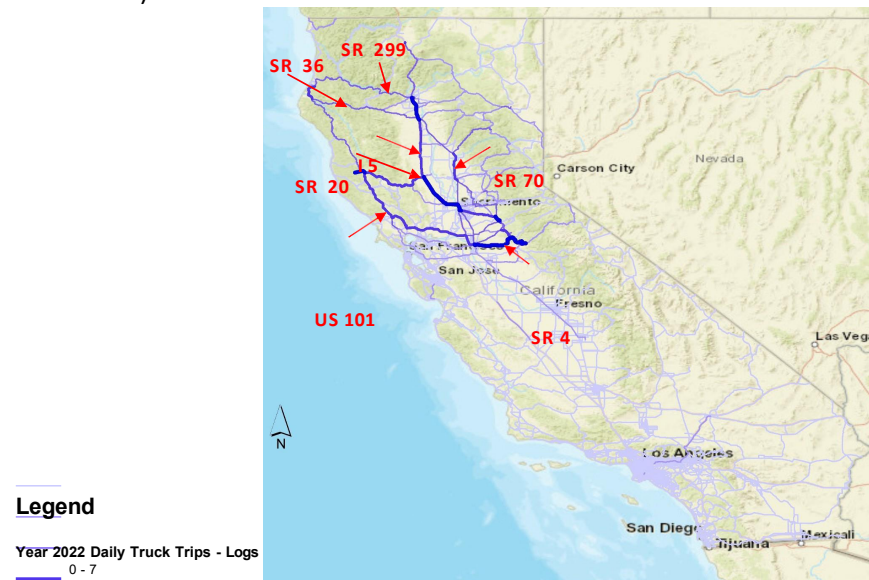 SR 299
SR 36
Carson City
Nevada
I-5
SR 20
SR 70
Sacramento
San Francisco
San Jose
California
Fresno
US 101
SR 4
Las Vega
N
Los Angeles
Legend
San Diego
Tijuana
Mexicali
Year 2022 Daily Truck Trips - Logs
0 - 7